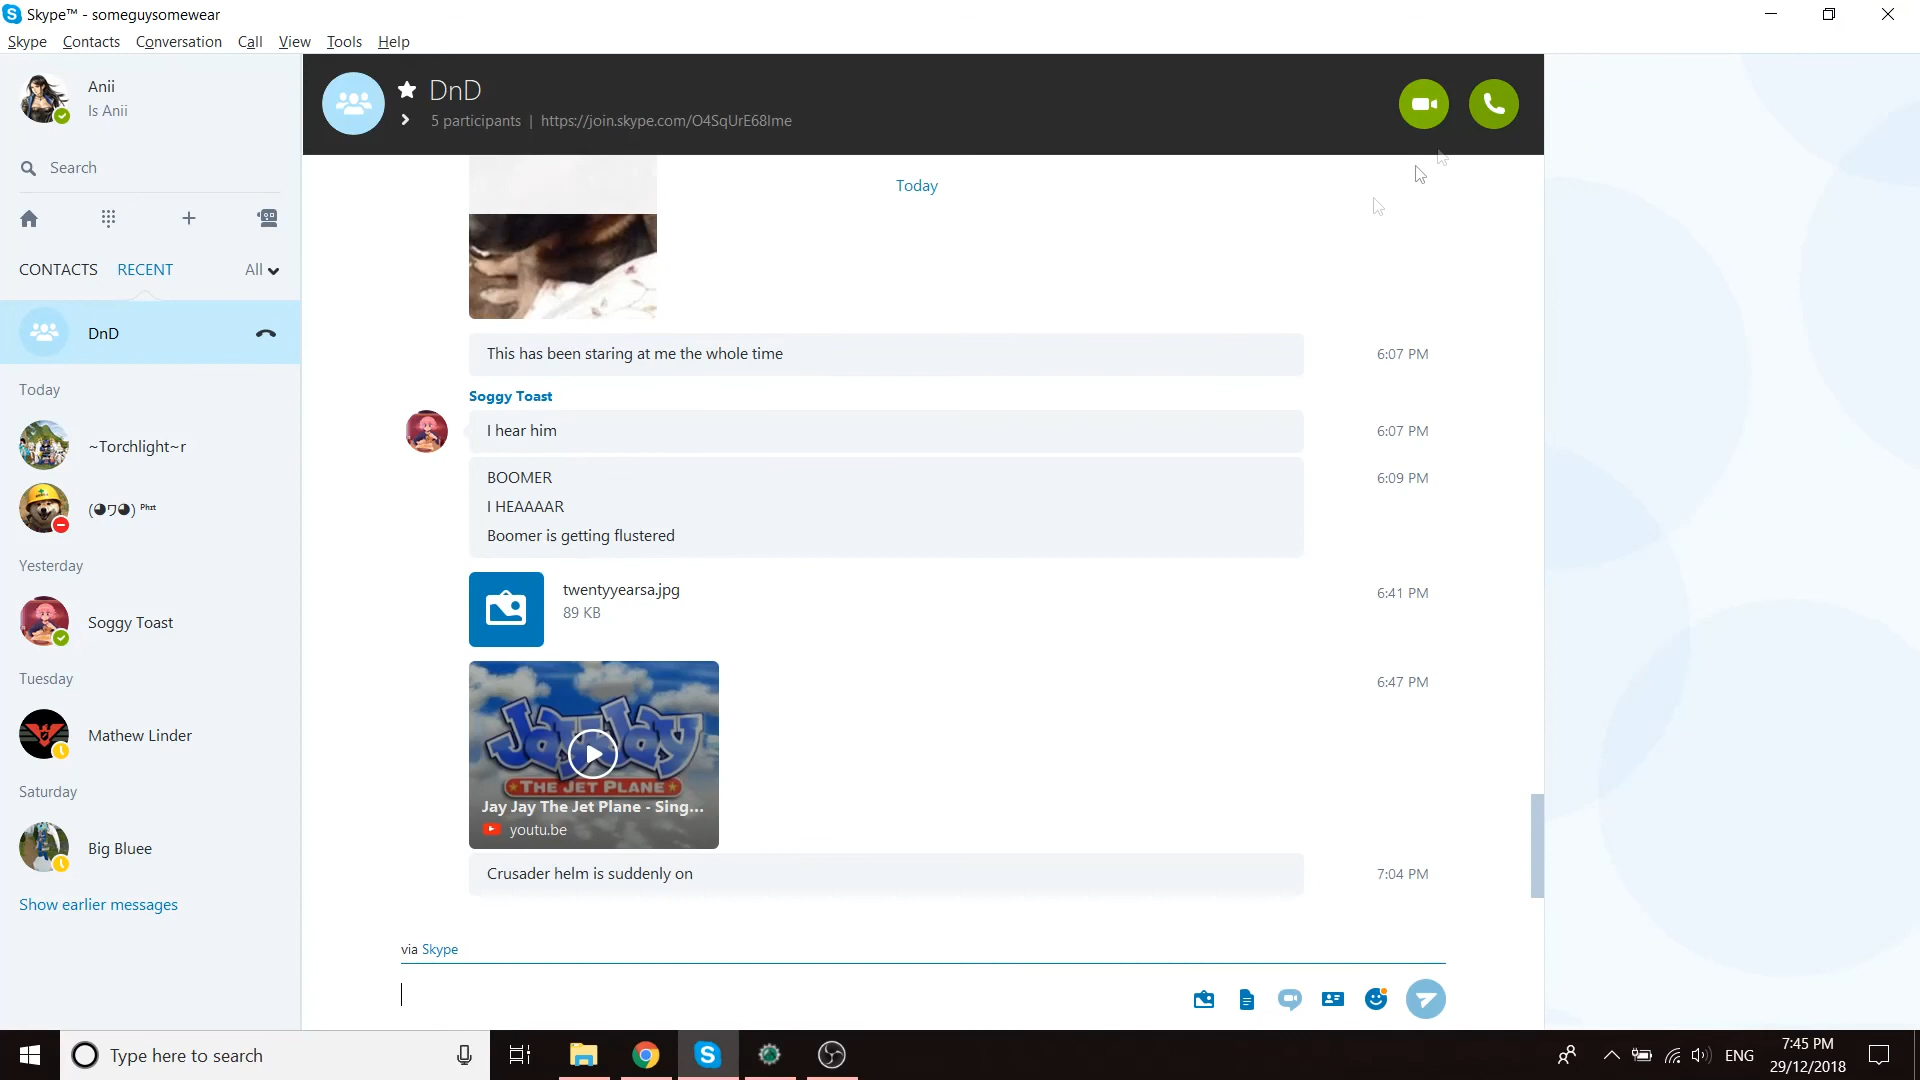 Skype™ - someguysomewear
Skype Contacts Conversation Call View Tools Help
Anii
Is Anii
Search
CONTACTS RECENT All
DnD
Today
~Torchlight~r
(◕ワ◕) ᴾʰⁱᵗ
Yesterday
Soggy Toast
Tuesday
Mathew Linder
Saturday
Big Bluee
Show earlier messages
DnD
5 participants | https://join.skype.com/O4SqUrE68lme
Today
This has been staring at me the whole time 6:07 PM
Soggy Toast
I hear him 6:07 PM
BOOMER 6:09 PM
I HEAAAAR
Boomer is getting flustered
twentyyearsa.jpg 6:41 PM
89 KB
6:47 PM
JayJay
THE JET PLANE
Jay Jay The Jet Plane - Sing...
youtu.be
Crusader helm is suddenly on 7:04 PM
via Skype
Type here to search
ENG
7:45 PM
29/12/2018